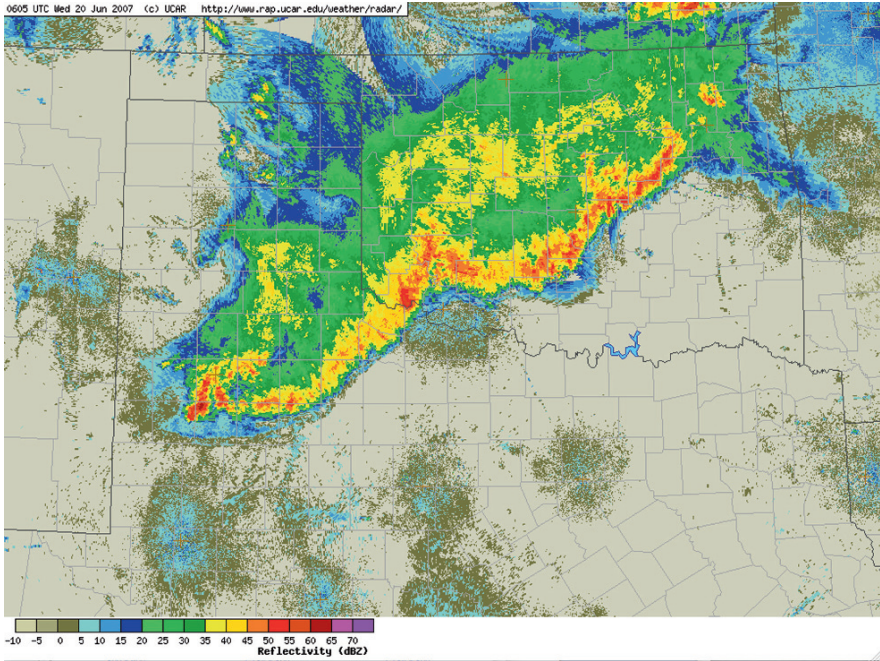 0605 UTC Wed 20 Jun 2007 (c) UCAR http://www.rap.ucar.edu/weather/radar/
-10 -5 0 5 10 15 20 25 30 35 40 45 50 55 60 65 70
Reflectivity (dBZ)